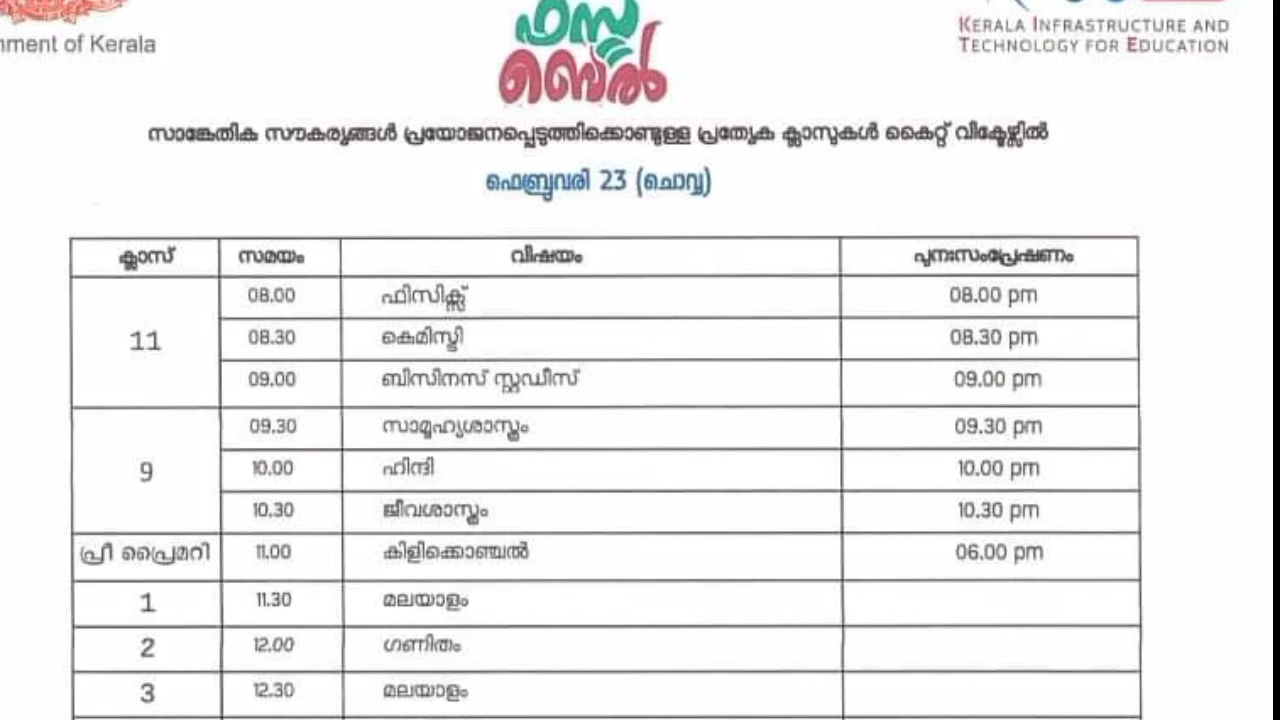 nment of Kerala
ഫസ്റ്റ്
ബെൽ
KERALA INFRASTRUCTURE AND
TECHNOLOGY FOR EDUCATION
സാങ്കേതിക സൗകര്യങ്ങൾ പ്രയോജനപ്പെടുത്തിക്കൊണ്ടുള്ള പ്രത്യേക ക്ലാസുകൾ കൈറ്റ് വിക്ടേഴ്സിൽ
ഫെബ്രുവരി 23 (ചൊവ്വ)
ക്ലാസ് സമയം വിഷയം പുനഃസംപ്രേഷണം
11 08.00 ഫിസിക്സ് 08.00 pm
08.30 കെമിസ്ട്രി 08.30 pm
09.00 ബിസിനസ് സ്റ്റഡീസ് 09.00 pm
9 09.30 സാമൂഹ്യശാസ്ത്രം 09.30 pm
10.00 ഹിന്ദി 10.00 pm
10.30 ജീവശാസ്ത്രം 10.30 pm
പ്രീ പ്രൈമറി 11.00 കിളിക്കൊഞ്ചൽ 06.00 pm
1 11.30 മലയാളം
2 12.00 ഗണിതം
3 12.30 മലയാളം